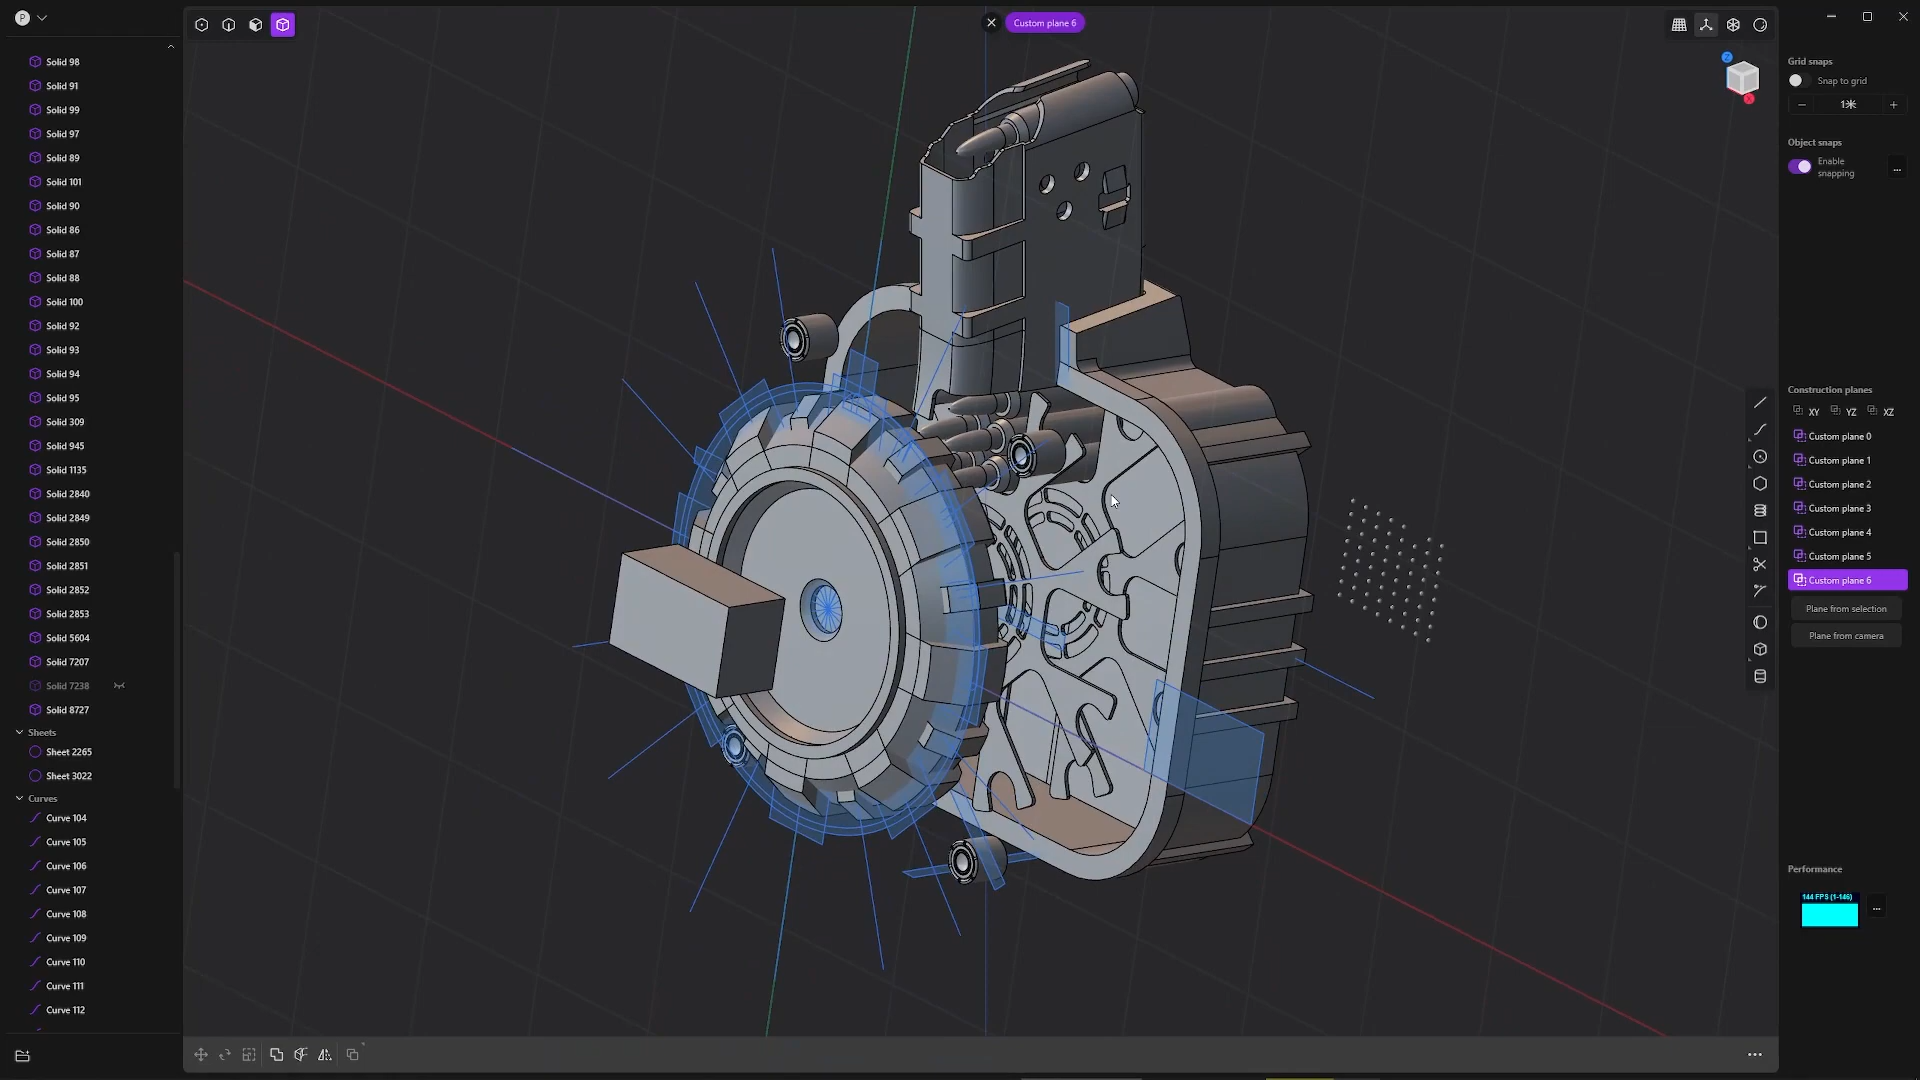 P
Solid 98
Solid 91
Solid 99
Solid 97
Solid 89
Solid 101
Solid 90
Solid 86
Solid 87
Solid 88
Solid 100
Solid 92
Solid 93
Solid 94
Solid 95
Solid 309
Solid 945
Solid 1135
Solid 2840
Solid 2849
Solid 2850
Solid 2851
Solid 2852
Solid 2853
Solid 5604
Solid 7207
Solid 7238
Solid 8727
Sheets
Sheet 2265
Sheet 3022
Curves
Curve 104
Curve 105
Curve 106
Curve 107
Curve 108
Curve 109
Curve 110
Curve 111
Curve 112
Custom plane 6
Z
X
Grid snaps
Snap to grid
Object snaps
Enable
snapping
...
Construction planes
XY YZ XZ
Custom plane 0
Custom plane 1
Custom plane 2
Custom plane 3
Custom plane 4
Custom plane 5
Custom plane 6
Plane from selection
Plane from camera
Performance
144 FPS (1-146)
...